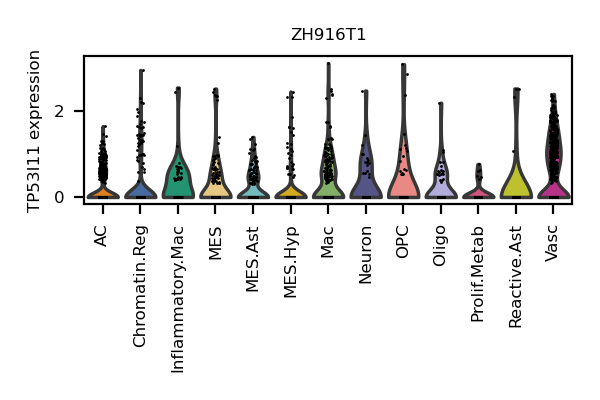 ZH916T1
TP53I11 expression
2
0
AC
Chromatin.Reg
Inflammatory.Mac
MES
MES.Ast
MES.Hyp
Mac
Neuron
OPC
Oligo
Prolif.Metab
Reactive.Ast
Vasc